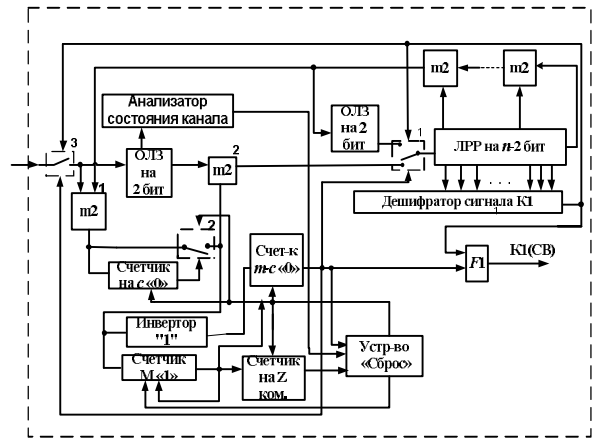 m2
m2
Анализатор
состояния канала
ОЛЗ
на 2
бит
1
ЛРР на n-2 бит
3
ОЛЗ
на
2 бит
2
m2
. . .
Дешифратор сигнала К1
1
1
m2
2
Счет-к
m-с «0»
F1
К1(СВ)
Счетчик
на с «0»
Инвертор
"1"
Счетчик
М «1»
Счетчик
на Z
ком.
Устр-во
«Сброс»